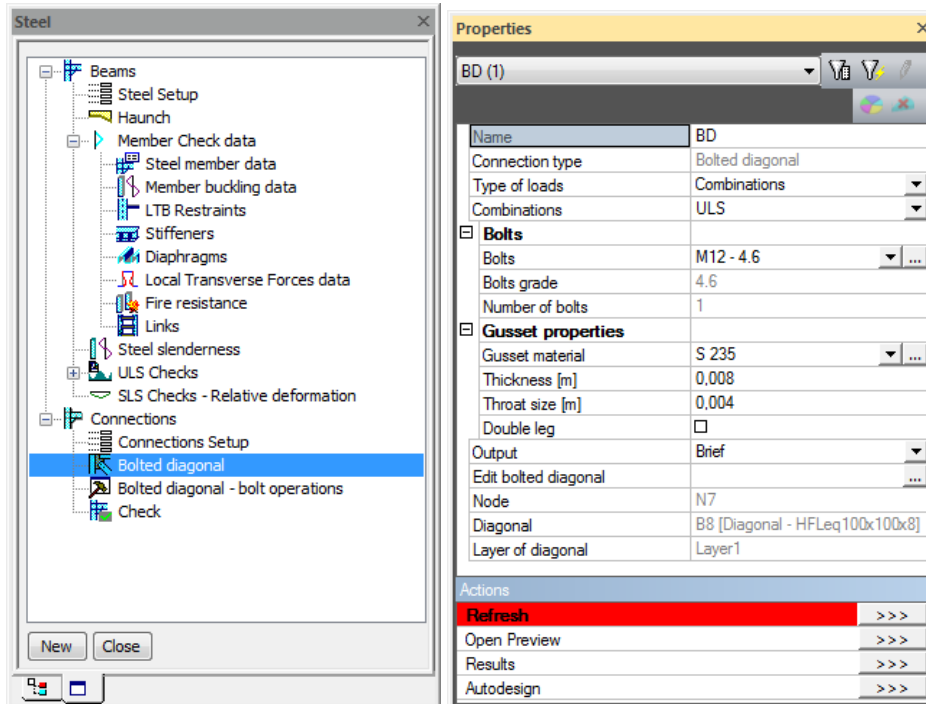 Steel
Beams
Steel Setup
Haunch
Member Check data
Steel member data
Member buckling data
LTB Restraints
Stiffeners
Diaphragms
Local Transverse Forces data
Fire resistance
Links
Steel slenderness
ULS Checks
SLS Checks - Relative deformation
Connections
Connections Setup
Bolted diagonal
Bolted diagonal - bolt operations
Check
New Close
Properties
BD (1)
Name BD
Connection type Bolted diagonal
Type of loads Combinations
Combinations ULS
Bolts
Bolts M12 - 4.6 ...
Bolts grade 4.6
Number of bolts 1
Gusset properties
Gusset material S 235 ...
Thickness [m] 0,008
Throat size [m] 0,004
Double leg
Output Brief
Edit bolted diagonal ...
Node N7
Diagonal B8 [Diagonal - HFLeq100x100x8]
Layer of diagonal Layer1
Actions
Refresh >>>
Open Preview >>>
Results >>>
Autodesign >>>